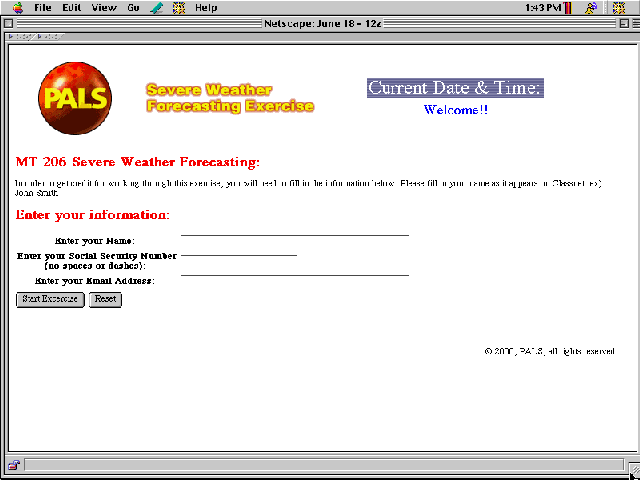 File Edit View Go Help 1:43 PM
Netscape: June 18 - 12z
PALS
Severe Weather
Forecasting Exercise
Current Date & Time:
Welcome!!
MT 206 Severe Weather Forecasting:
In order to get credit for working through this exercise, you will need to fill in the information below. Please fill in your name as it appears on Classnet: ex)
John Smith
Enter your information:
Enter your Name:
Enter your Social Security Number
(no spaces or dashes):
Enter your Email Address:
Start Excercise Reset
© 2000, PALS, all rights reserved